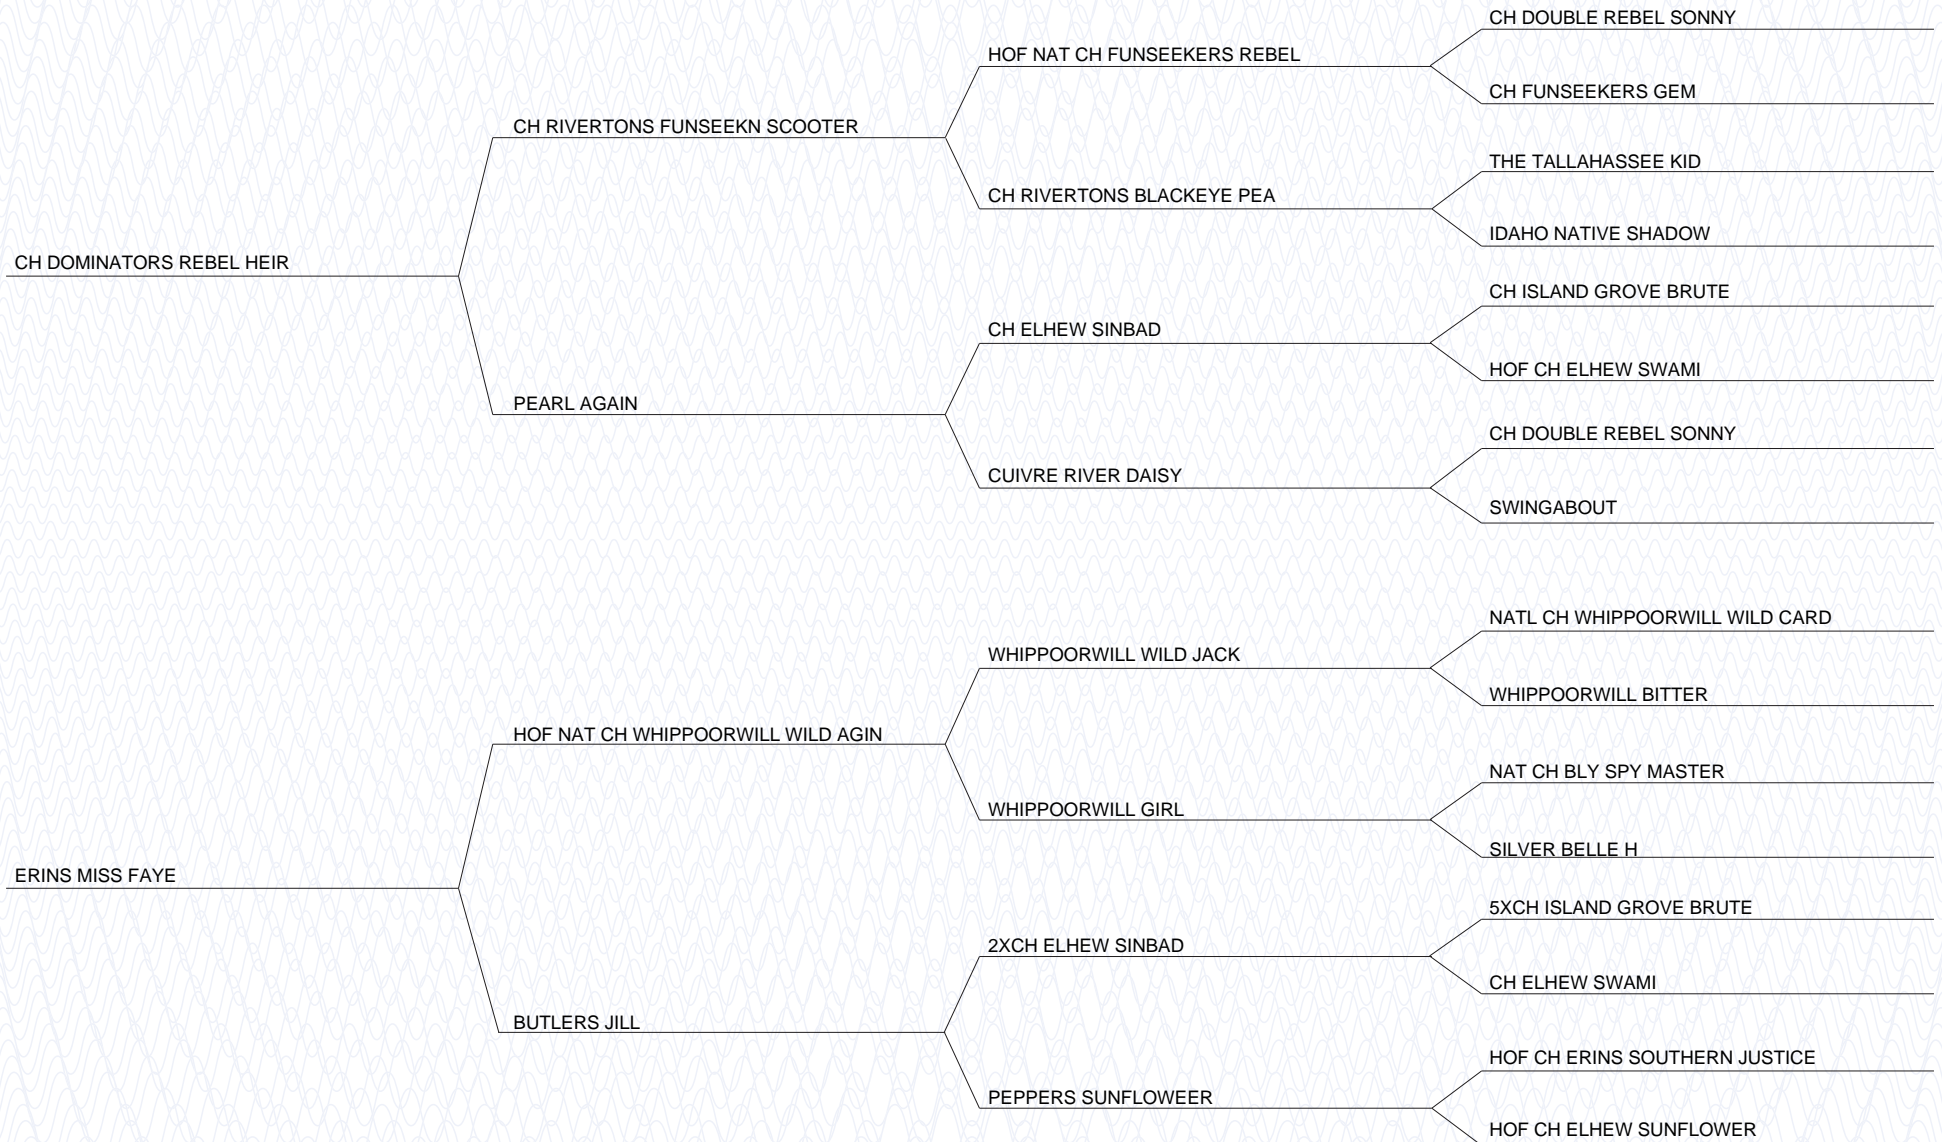 CH DOUBLE REBEL SONNY
HOF NAT CH FUNSEEKERS REBEL
CH FUNSEEKERS GEM
CH RIVERTONS FUNSEEKN SCOOTER
THE TALLAHASSEE KID
CH RIVERTONS BLACKEYE PEA
IDAHO NATIVE SHADOW
CH DOMINATORS REBEL HEIR
CH ISLAND GROVE BRUTE
CH ELHEW SINBAD
HOF CH ELHEW SWAMI
PEARL AGAIN
CH DOUBLE REBEL SONNY
CUIVRE RIVER DAISY
SWINGABOUT
NATL CH WHIPPOORWILL WILD CARD
WHIPPOORWILL WILD JACK
WHIPPOORWILL BITTER
HOF NAT CH WHIPPOORWILL WILD AGIN
NAT CH BLY SPY MASTER
WHIPPOORWILL GIRL
SILVER BELLE H
ERINS MISS FAYE
5XCH ISLAND GROVE BRUTE
2XCH ELHEW SINBAD
CH ELHEW SWAMI
BUTLERS JILL
HOF CH ERINS SOUTHERN JUSTICE
PEPPERS SUNFLOWEER
HOF CH ELHEW SUNFLOWER